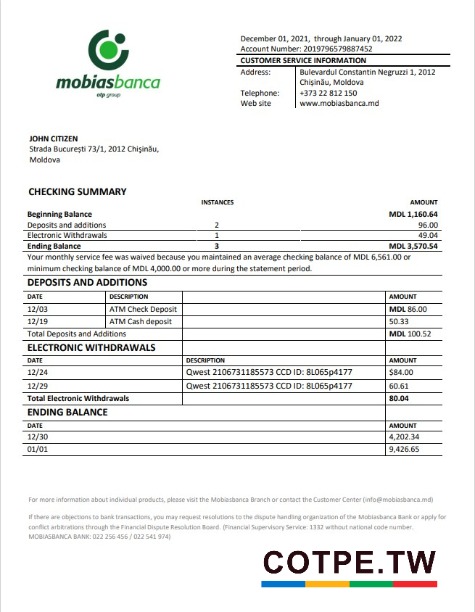 mobiasbanca
otp group
December 01, 2021, through January 01, 2022
Account Number: 2019796579887452
CUSTOMER SERVICE INFORMATION
Address: Bulevardul Constantin Negruzzi 1, 2012
Chișinău, Moldova
Telephone: +373 22 812 150
Web site www.mobiasbanca.md
JOHN CITIZEN
Strada București 73/1, 2012 Chișinău,
Moldova
CHECKING SUMMARY
INSTANCES AMOUNT
Beginning Balance MDL 1,160.64
Deposits and additions 2 96.00
Electronic Withdrawals 1 49.04
Ending Balance 3 MDL 3,570.54
Your monthly service fee was waived because you maintained an average checking balance of MDL 6,561.00 or
minimum checking balance of MDL 4,000.00 or more during the statement period.
DEPOSITS AND ADDITIONS
DATE DESCRIPTION AMOUNT
12/03 ATM Check Deposit MDL 86.00
12/19 ATM Cash deposit 50.33
Total Deposits and Additions MDL 100.52
ELECTRONIC WITHDRAWALS
DATE DESCRIPTION AMOUNT
12/24 Qwest 2106731185573 CCD ID: 8L065p4177 $84.00
12/29 Qwest 2106731185573 CCD ID: 8L065p4177 60.61
Total Electronic Withdrawals 80.04
ENDING BALANCE
DATE AMOUNT
12/30 4,202.34
01/01 9,426.65
For more information about individual products, please visit the Mobiasbanca Branch or contact the Customer Center (info@mobiasbanca.md)
If there are objections to bank transactions, you may request resolutions to the dispute handling organization of the Mobiasbanca Bank or apply for
conflict arbitrations through the Financial Dispute Resolution Board. (Financial Supervisory Service: 1332 without national code number.
MOBIASBANCA BANK: 022 256 456 / 022 541 974)
COTPE.TW